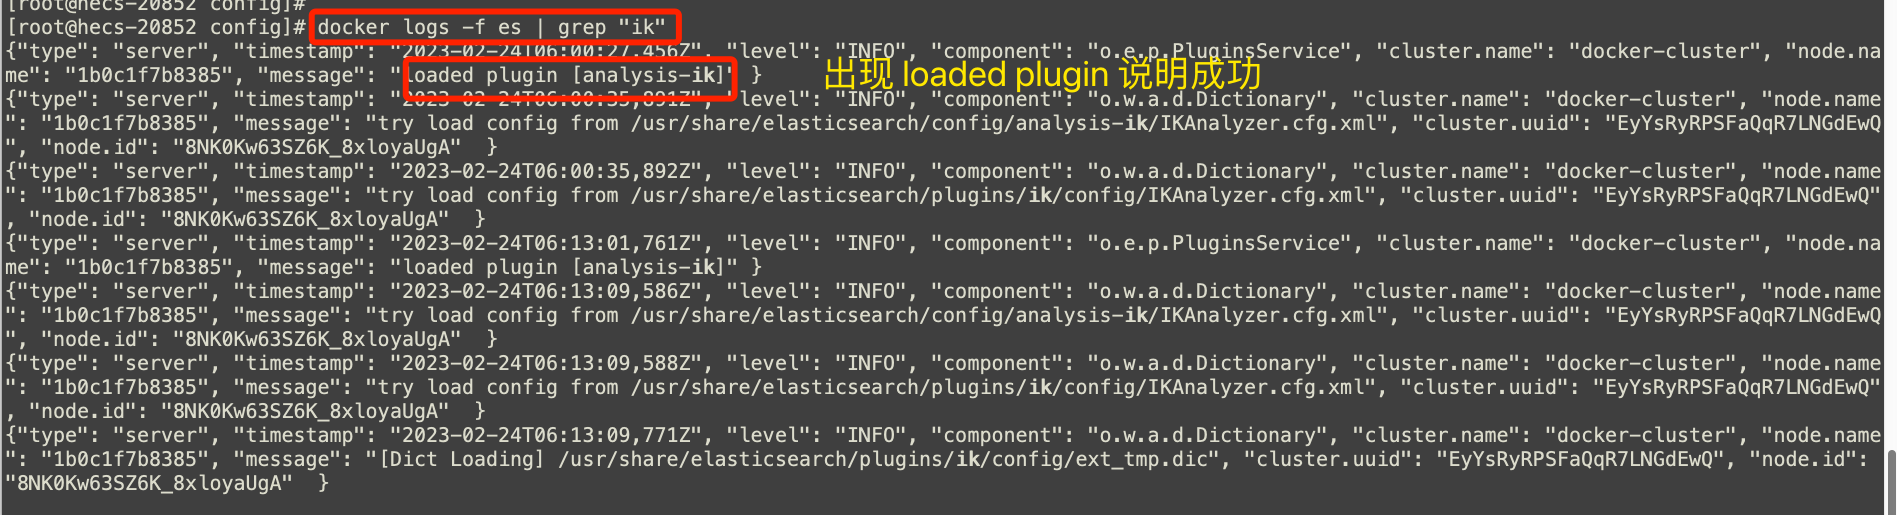 [root@hecs-20852 config]#
[root@hecs-20852 config]# docker logs -f es | grep "ik"
{"type": "server", "timestamp": "2023-02-24T06:00:27,456Z", "level": "INFO", "component": "o.e.p.PluginsService", "cluster.name": "docker-cluster", "node.na
me": "1b0c1f7b8385", "message": "loaded plugin [analysis-ik]" }
出现 loaded plugin 说明成功
{"type": "server", "timestamp": "2023-02-24T06:00:35,891Z", "level": "INFO", "component": "o.w.a.d.Dictionary", "cluster.name": "docker-cluster", "node.name
": "1b0c1f7b8385", "message": "try load config from /usr/share/elasticsearch/config/analysis-ik/IKAnalyzer.cfg.xml", "cluster.uuid": "EyYsRyRPSFaQqR7LNGdEwQ
", "node.id": "8NK0Kw63SZ6K_8xloyaUgA"  }
{"type": "server", "timestamp": "2023-02-24T06:00:35,892Z", "level": "INFO", "component": "o.w.a.d.Dictionary", "cluster.name": "docker-cluster", "node.name
": "1b0c1f7b8385", "message": "try load config from /usr/share/elasticsearch/plugins/ik/config/IKAnalyzer.cfg.xml", "cluster.uuid": "EyYsRyRPSFaQqR7LNGdEwQ"
, "node.id": "8NK0Kw63SZ6K_8xloyaUgA"  }
{"type": "server", "timestamp": "2023-02-24T06:13:01,761Z", "level": "INFO", "component": "o.e.p.PluginsService", "cluster.name": "docker-cluster", "node.na
me": "1b0c1f7b8385", "message": "loaded plugin [analysis-ik]" }
{"type": "server", "timestamp": "2023-02-24T06:13:09,586Z", "level": "INFO", "component": "o.w.a.d.Dictionary", "cluster.name": "docker-cluster", "node.name
": "1b0c1f7b8385", "message": "try load config from /usr/share/elasticsearch/config/analysis-ik/IKAnalyzer.cfg.xml", "cluster.uuid": "EyYsRyRPSFaQqR7LNGdEwQ
", "node.id": "8NK0Kw63SZ6K_8xloyaUgA"  }
{"type": "server", "timestamp": "2023-02-24T06:13:09,588Z", "level": "INFO", "component": "o.w.a.d.Dictionary", "cluster.name": "docker-cluster", "node.name
": "1b0c1f7b8385", "message": "try load config from /usr/share/elasticsearch/plugins/ik/config/IKAnalyzer.cfg.xml", "cluster.uuid": "EyYsRyRPSFaQqR7LNGdEwQ"
, "node.id": "8NK0Kw63SZ6K_8xloyaUgA"  }
{"type": "server", "timestamp": "2023-02-24T06:13:09,771Z", "level": "INFO", "component": "o.w.a.d.Dictionary", "cluster.name": "docker-cluster", "node.name
": "1b0c1f7b8385", "message": "[Dict Loading] /usr/share/elasticsearch/plugins/ik/config/ext_tmp.dic", "cluster.uuid": "EyYsRyRPSFaQqR7LNGdEwQ", "node.id":
"8NK0Kw63SZ6K_8xloyaUgA"  }